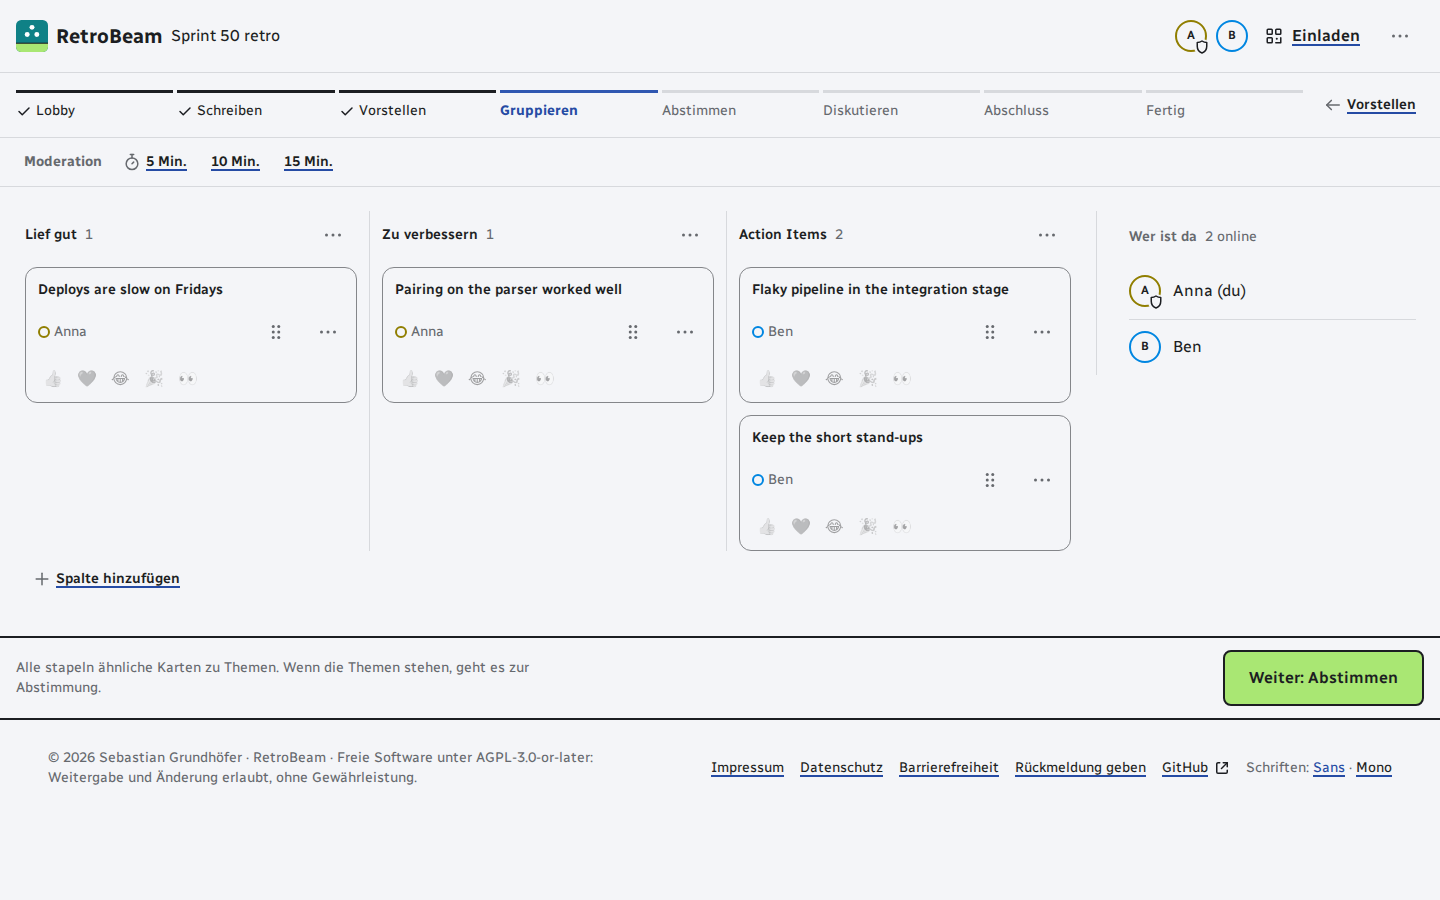 RetroBeam Sprint 50 retro
A B Einladen
Lobby Schreiben Vorstellen Gruppieren Abstimmen Diskutieren Abschluss Fertig Vorstellen
Moderation 5 Min. 10 Min. 15 Min.
Lief gut 1
Deploys are slow on Fridays
Anna
Zu verbessern 1
Pairing on the parser worked well
Anna
Action Items 2
Flaky pipeline in the integration stage
Ben
Keep the short stand-ups
Ben
Wer ist da 2 online
A Anna (du)
B Ben
Spalte hinzufügen
Alle stapeln ähnliche Karten zu Themen. Wenn die Themen stehen, geht es zur
Abstimmung.
Weiter: Abstimmen
© 2026 Sebastian Grundhöfer · RetroBeam · Freie Software unter AGPL-3.0-or-later:
Weitergabe und Änderung erlaubt, ohne Gewährleistung.
Impressum Datenschutz Barrierefreiheit Rückmeldung geben GitHub Schriften: Sans · Mono